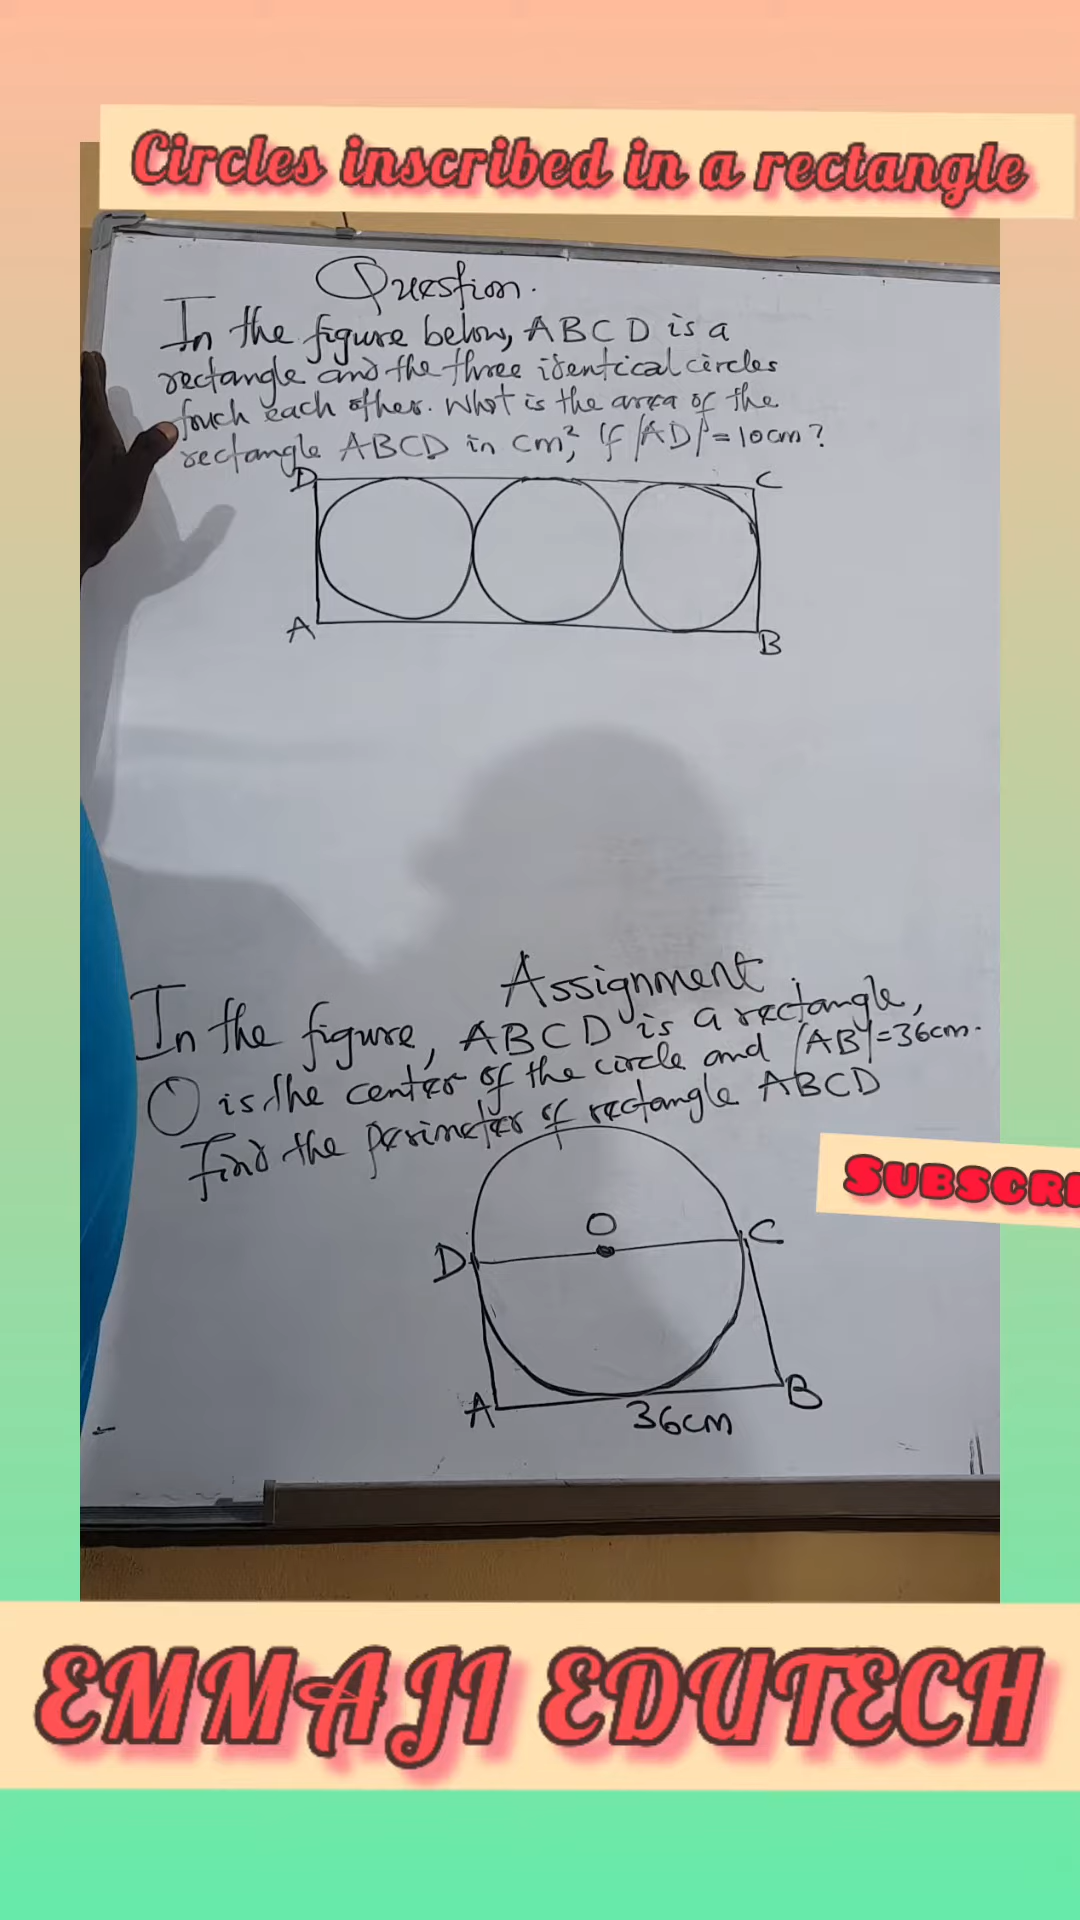 Circles inscribed in a rectangle
Question.
In the figure below, ABCD is a
rectangle and the three identical circles
touch each other. What is the area of the
rectangle ABCD in cm², if |AD| = 10cm?
D
C
A
B
Assignment
In the figure, ABCD is a rectangle,
O is the center of the circle and |AB| = 36cm.
Find the perimeter of rectangle ABCD
SUBSCRI
O
D
C
A
B
36cm
EMMAJI EDUTECH